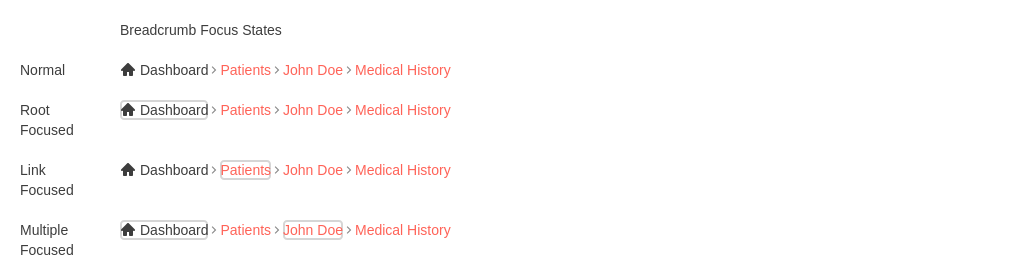 Breadcrumb Focus States
Normal Dashboard Patients John Doe Medical History
Root Focused Dashboard Patients John Doe Medical History
Link Focused Dashboard Patients John Doe Medical History
Multiple Focused Dashboard Patients John Doe Medical History